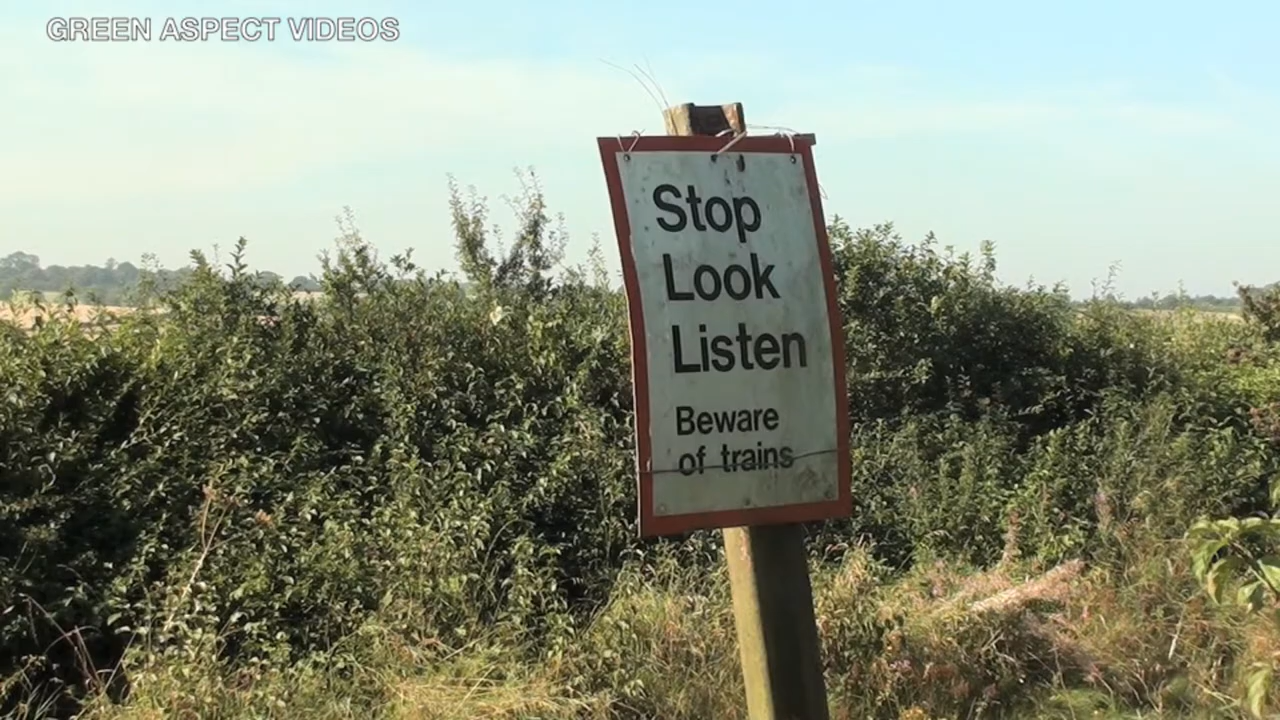 GREEN ASPECT VIDEOS
Stop
Look
Listen
Beware
of trains